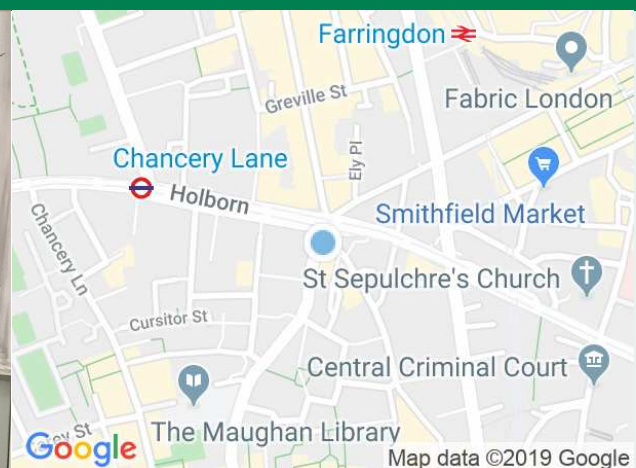 Farringdon
Greville St
Fabric London
Ely Pl
Chancery Lane
Holborn
Smithfield Market
Chancery Ln
St Sepulchre's Church
Cursitor St
Central Criminal Court
The Maughan Library
Google
Map data ©2019 Google